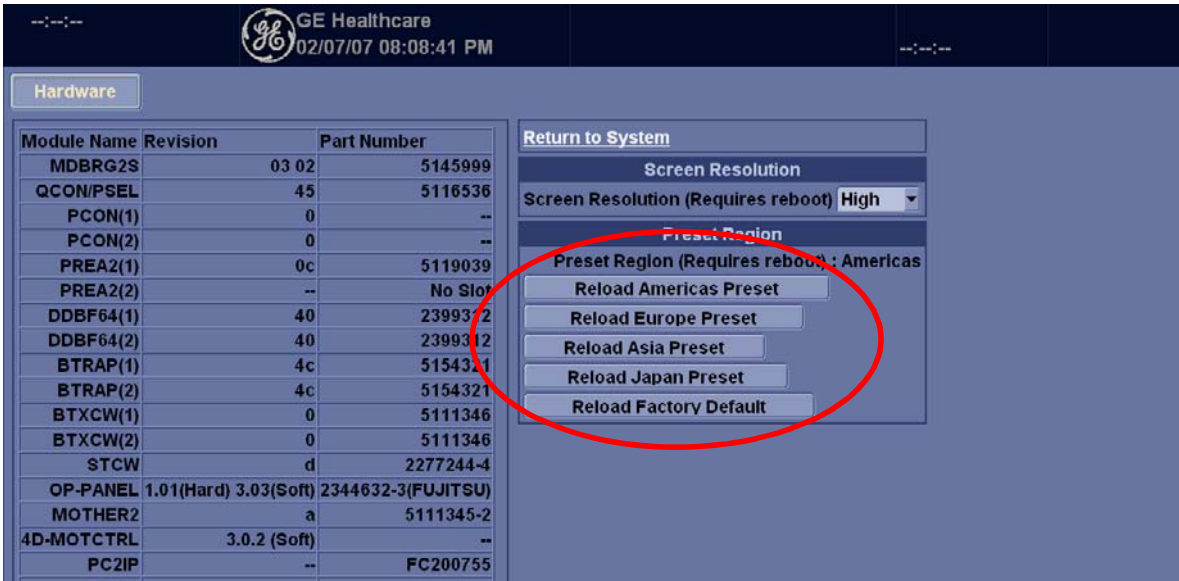 --:--:--
GE Healthcare
02/07/07 08:08:41 PM
--:--:--
Hardware
Module Name Revision Part Number
MDBRG2S 03 02 5145999
QCON/PSEL 45 5116536
PCON(1) 0 --
PCON(2) 0 --
PREA2(1) 0c 5119039
PREA2(2) -- No Slot
DDBF64(1) 40 2399312
DDBF64(2) 40 2399312
BTRAP(1) 4c 5154321
BTRAP(2) 4c 5154321
BTXCW(1) 0 5111346
BTXCW(2) 0 5111346
STCW d 2277244-4
OP-PANEL 1.01(Hard) 3.03(Soft) 2344632-3(FUJITSU)
MOTHER2 a 5111345-2
4D-MOTCTRL 3.0.2 (Soft) --
PC2IP -- FC200755
Return to System
Screen Resolution
Screen Resolution (Requires reboot) High
Preset Region
Preset Region (Requires reboot) : Americas
Reload Americas Preset
Reload Europe Preset
Reload Asia Preset
Reload Japan Preset
Reload Factory Default